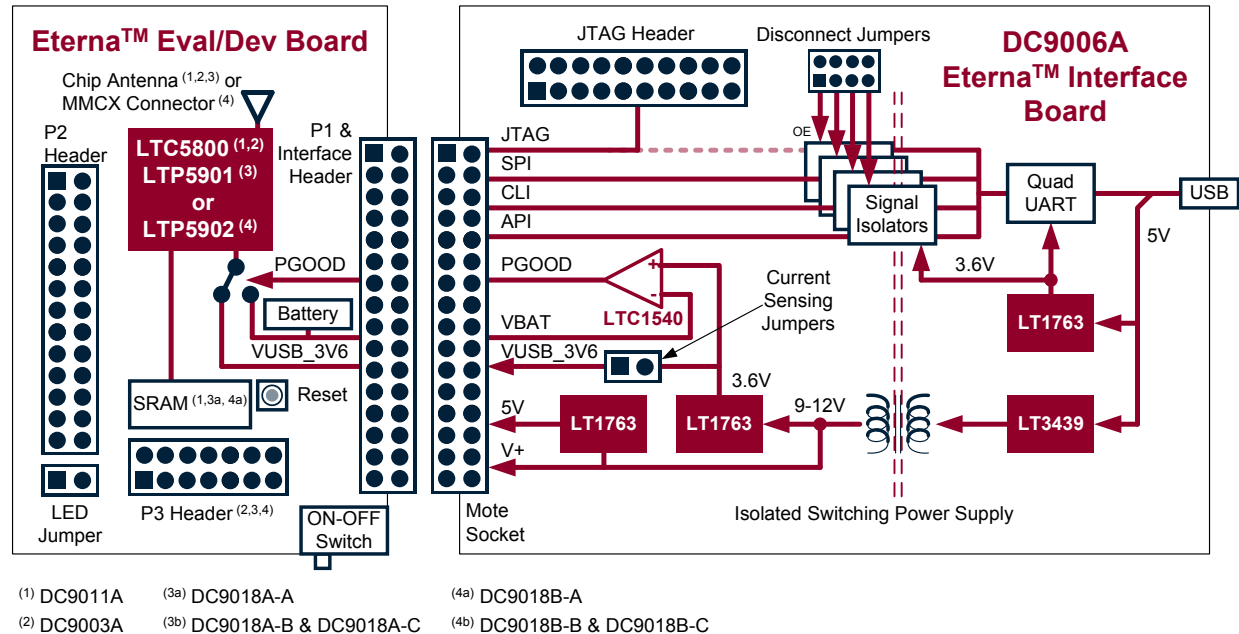 Eterna™ Eval/Dev Board
Chip Antenna (1,2,3) or
MMCX Connector (4)
P2
Header
LTC5800 (1,2)
LTP5901 (3)
or
LTP5902 (4)
P1 &
Interface
Header
PGOOD
Battery
VUSB_3V6
SRAM (1,3a, 4a)
Reset
LED
Jumper
P3 Header (2,3,4)
ON-OFF
Switch
JTAG Header
Disconnect Jumpers
DC9006A
Eterna™ Interface
Board
JTAG
OE
SPI
CLI
API
Signal
Isolators
Quad
UART
USB
5V
PGOOD
+
-
LTC1540
Current
Sensing
Jumpers
3.6V
LT1763
VBAT
VUSB_3V6
3.6V
5V
LT1763
LT1763
9-12V
LT3439
V+
Mote
Socket
Isolated Switching Power Supply
(1) DC9011A
(3a) DC9018A-A
(4a) DC9018B-A
(2) DC9003A
(3b) DC9018A-B & DC9018A-C
(4b) DC9018B-B & DC9018B-C